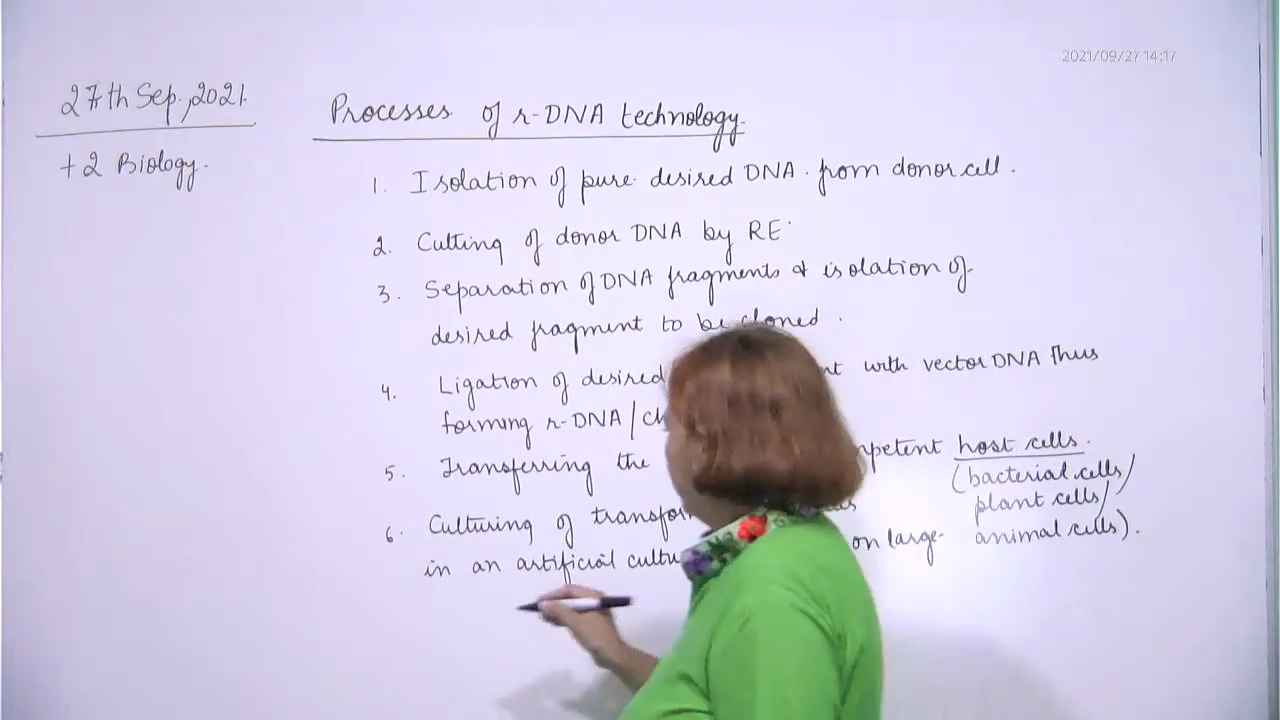 2021/09/27 14:17
27th Sep., 2021.
+2 Biology.
Processes of r-DNA technology.
1. Isolation of pure desired DNA from donor cell.
2. Cutting of donor DNA by RE.
3. Separation of DNA fragments & isolation of
desired fragment to be cloned.
4. Ligation of desired with vector DNA thus
forming r-DNA/
5. Transferring the host cells.
(bacterial cells/
plant cells/
animal cells).
6. Culturing of
in an artificial on large-